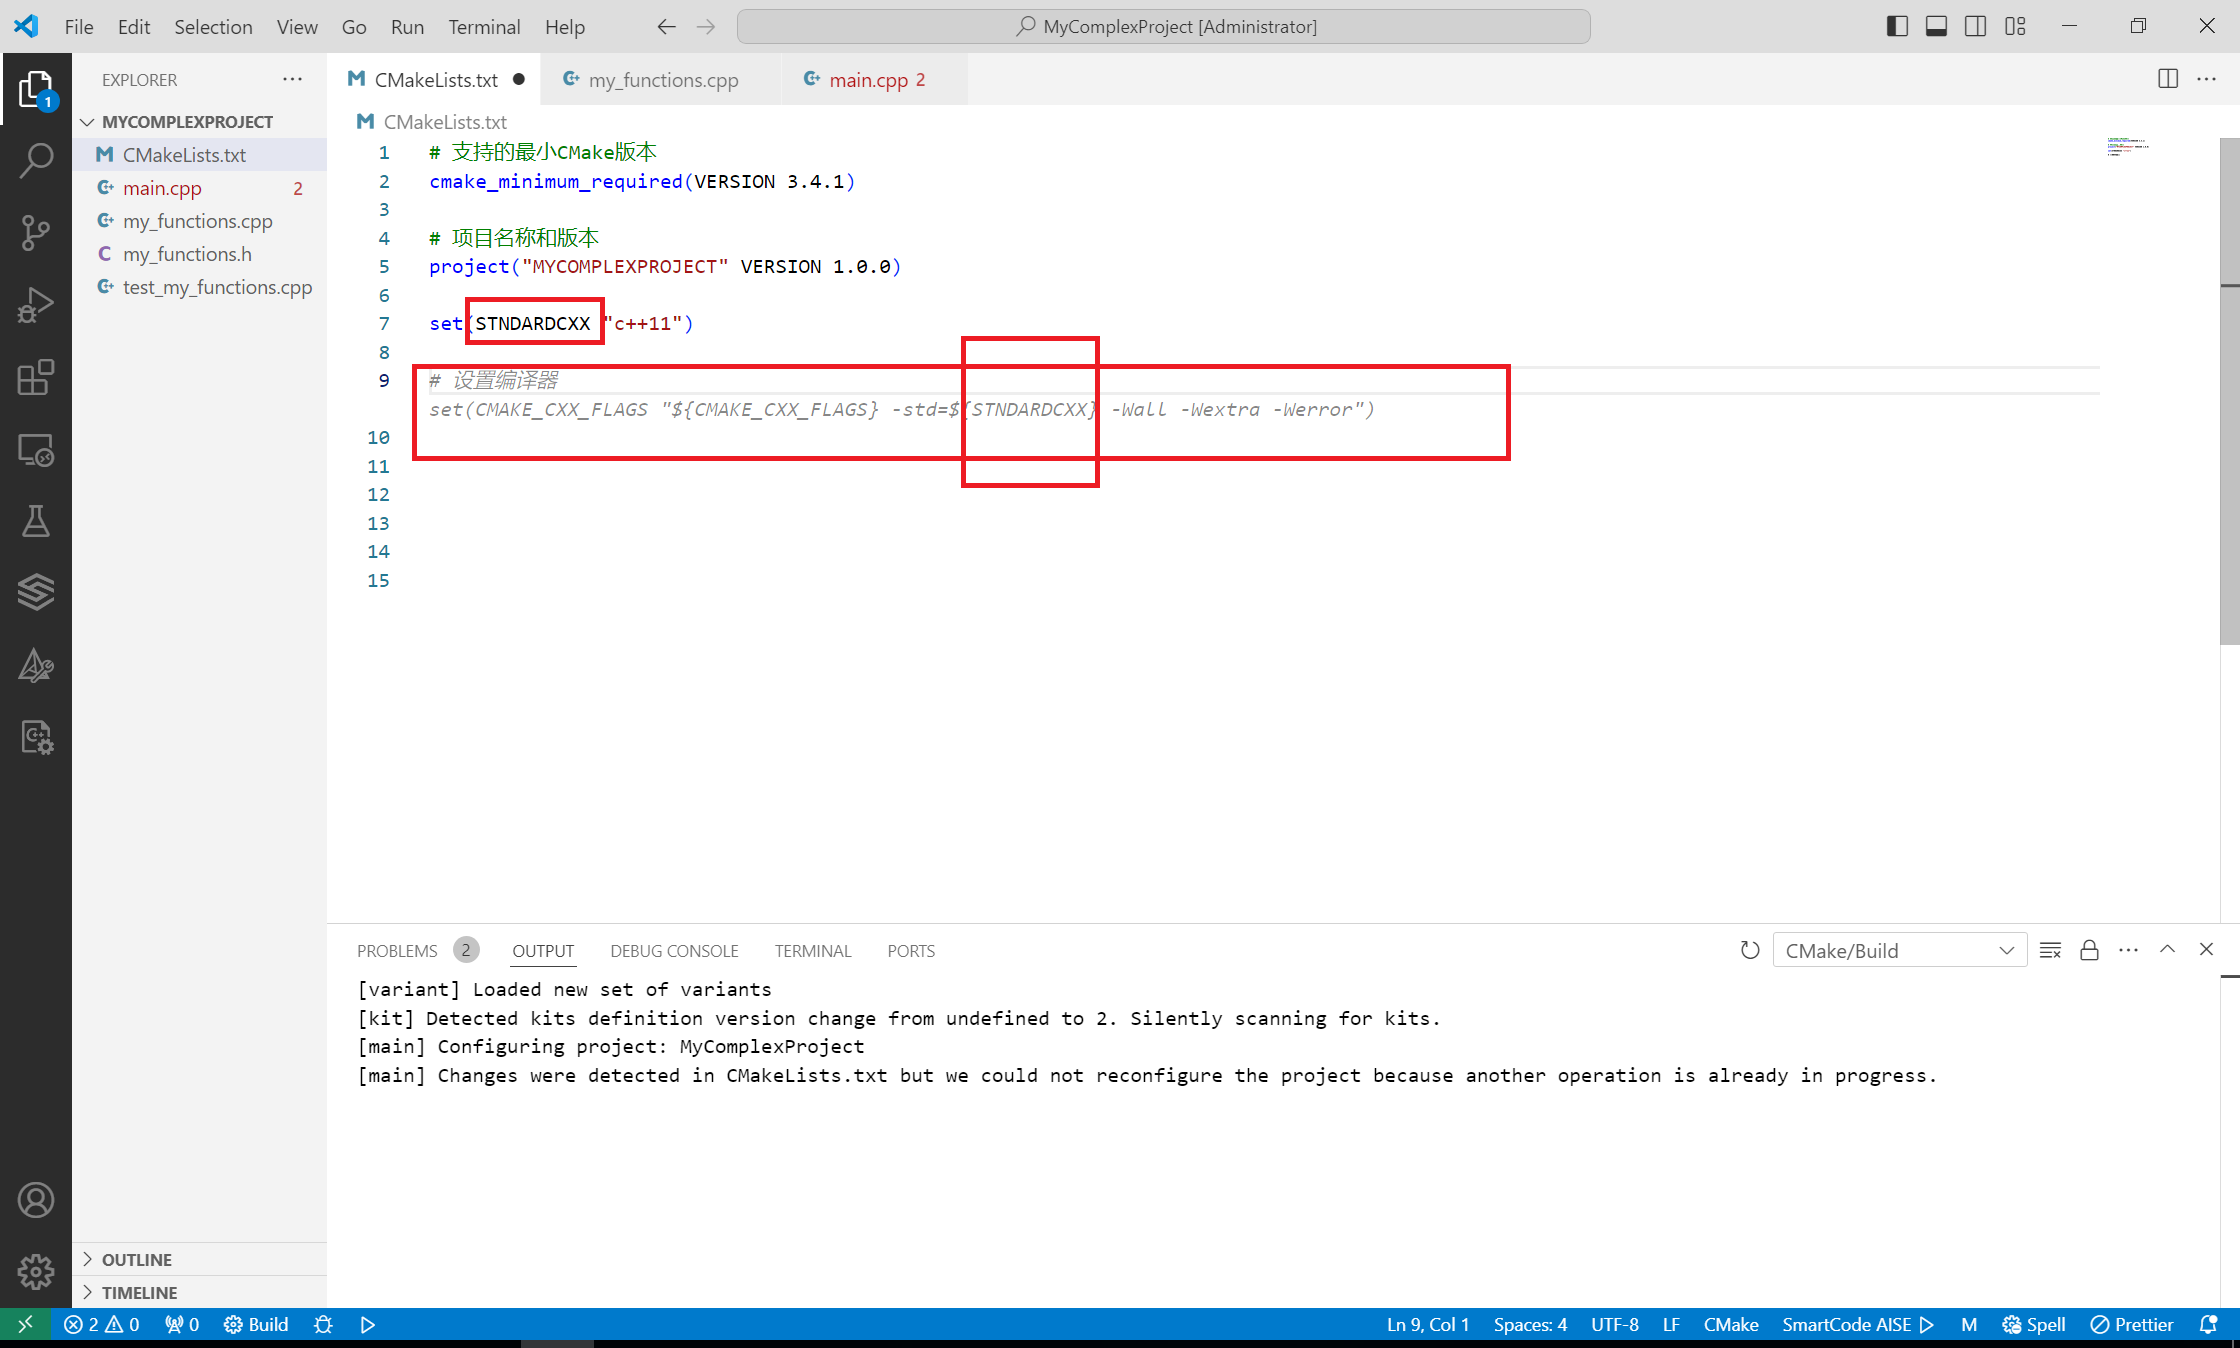 File Edit Selection View Go Run Terminal Help
MyComplexProject [Administrator]
1
EXPLORER
MYCOMPLEXPROJECT
CMakeLists.txt
main.cpp 2
my_functions.cpp
my_functions.h
test_my_functions.cpp
OUTLINE
TIMELINE
CMakeLists.txt my_functions.cpp main.cpp 2
CMakeLists.txt
1 # 支持的最小CMake版本
2 cmake_minimum_required(VERSION 3.4.1)
3
4 # 项目名称和版本
5 project("MYCOMPLEXPROJECT" VERSION 1.0.0)
6
7 set(STNDARDCXX "c++11")
8
9 # 设置编译器
set(CMAKE_CXX_FLAGS "${CMAKE_CXX_FLAGS} -std=${STNDARDCXX} -Wall -Wextra -Werror")
10
11
12
13
14
15
PROBLEMS 2 OUTPUT DEBUG CONSOLE TERMINAL PORTS CMake/Build
[variant] Loaded new set of variants
[kit] Detected kits definition version change from undefined to 2. Silently scanning for kits.
[main] Configuring project: MyComplexProject
[main] Changes were detected in CMakeLists.txt but we could not reconfigure the project because another operation is already in progress.
2 0 0 Build Ln 9, Col 1 Spaces: 4 UTF-8 LF CMake SmartCode AISE M Spell Prettier